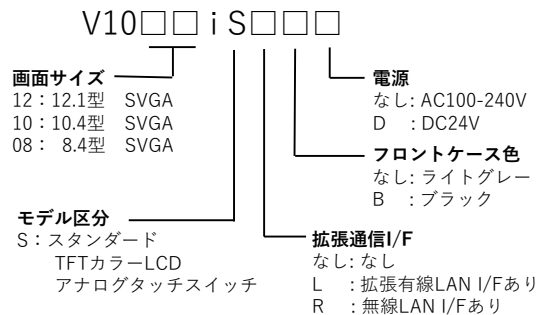 V10□□iS□□□
画面サイズ
12：12.1型　SVGA
10：10.4型　SVGA
08：  8.4型　SVGA
モデル区分
S：スタンダード
TFTカラーLCD
アナログタッチスイッチ
電源
なし: AC100-240V
D　: DC24V
フロントケース色
なし: ライトグレー
B　: ブラック
拡張通信I/F
なし: なし
L　: 拡張有線LAN I/Fあり
R　: 無線LAN I/Fあり